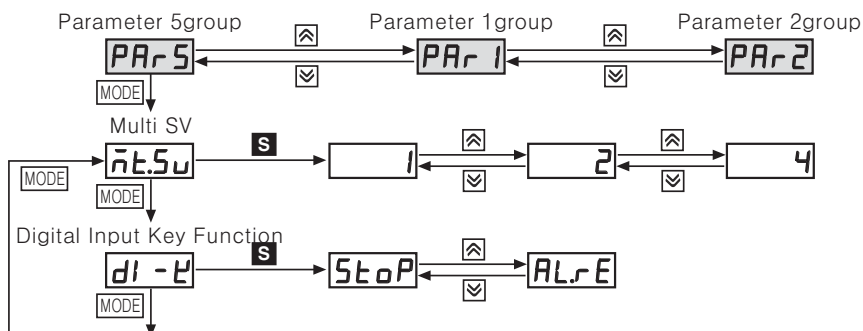 Parameter 5group Parameter 1group Parameter 2group
PAr5 PAr1 PAr2
MODE
Multi SV
MODE
mt.Sv S 1 2 4
MODE
Digital Input Key Function
dI-k S StoP AL.rE
MODE